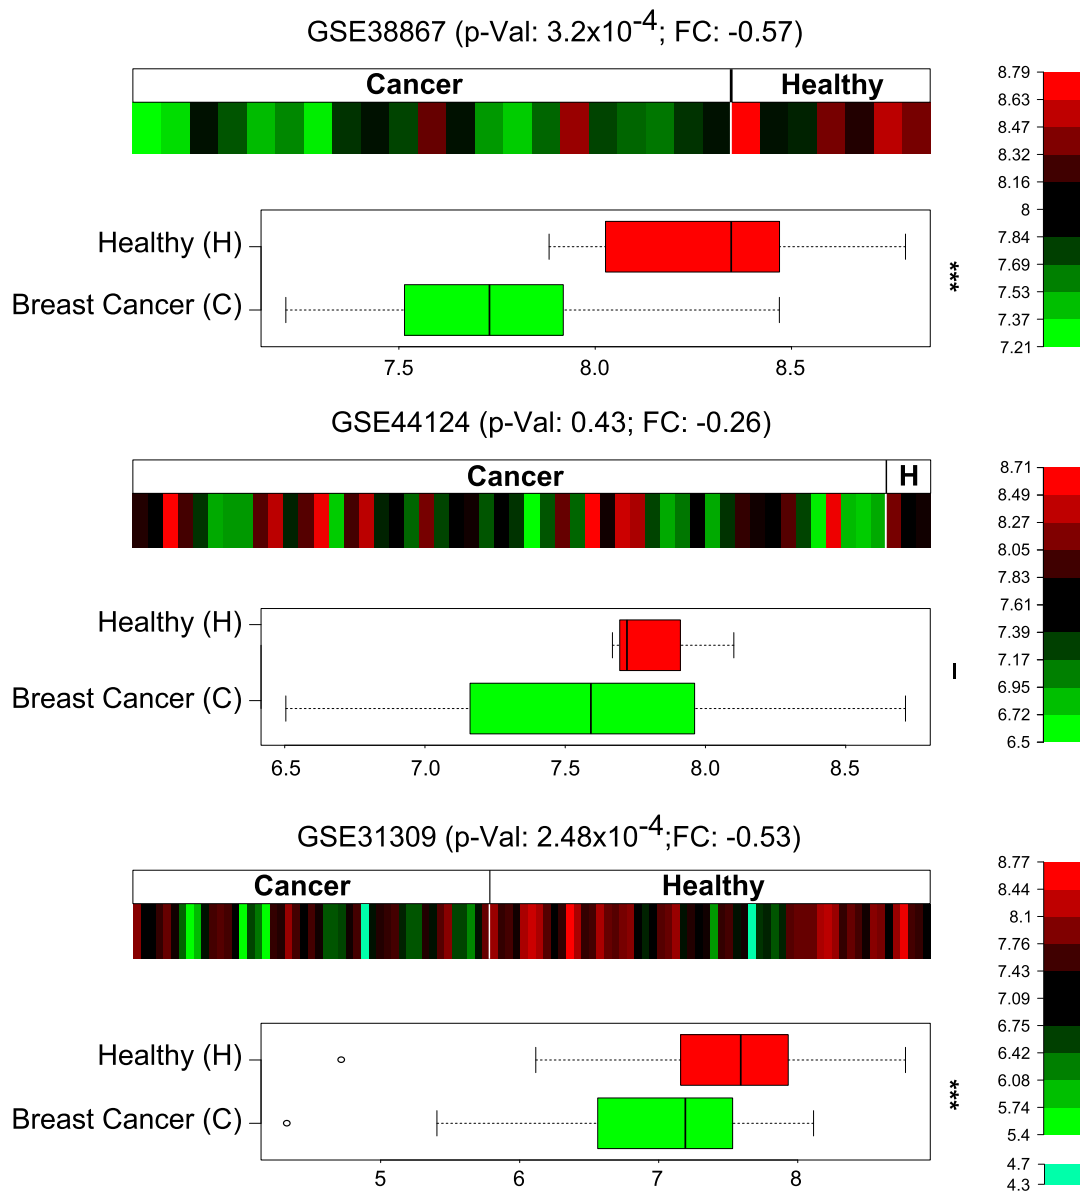 GSE38867 (p-Val: 3.2x10-4; FC: -0.57)
Cancer Healthy
8.79
8.63
8.47
8.32
8.16
8
7.84
7.69
7.53
7.37
7.21
Healthy (H)
Breast Cancer (C)
***
7.5 8.0 8.5
GSE44124 (p-Val: 0.43; FC: -0.26)
Cancer H
8.71
8.49
8.27
8.05
7.83
7.61
7.39
7.17
6.95
6.72
6.5
Healthy (H)
Breast Cancer (C)
–
6.5 7.0 7.5 8.0 8.5
GSE31309 (p-Val: 2.48x10-4;FC: -0.53)
Cancer Healthy
8.77
8.44
8.1
7.76
7.43
7.09
6.75
6.42
6.08
5.74
5.4
4.7
4.3
Healthy (H)
Breast Cancer (C)
***
5 6 7 8